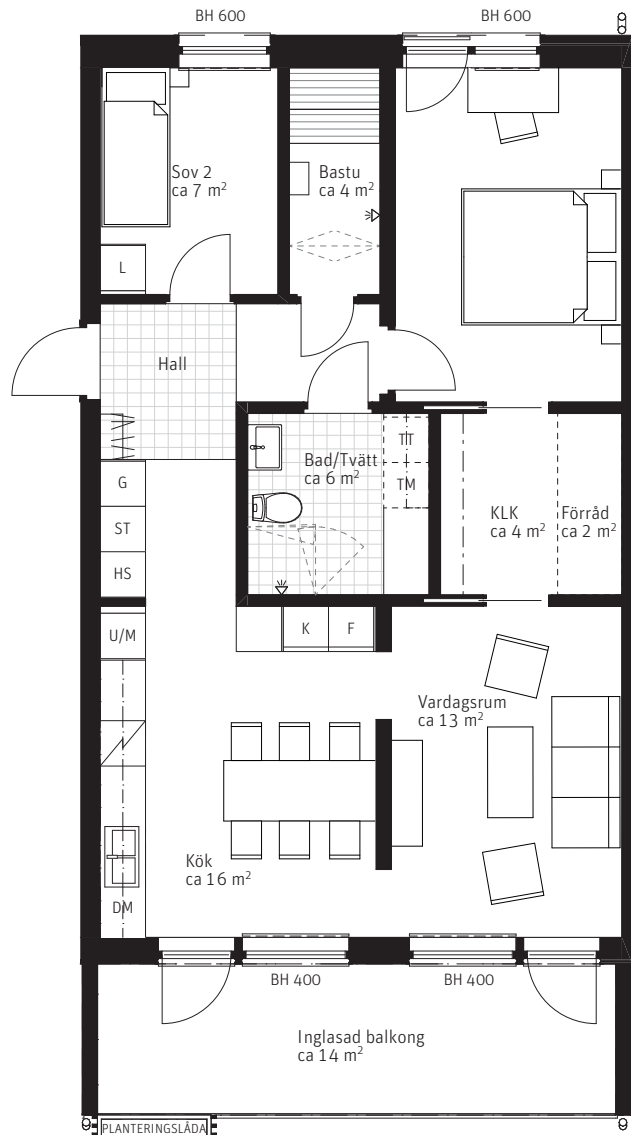 BH 600
BH 600
Sov 2
ca 7 m²
Bastu
ca 4 m²
L
Hall
G
ST
HS
U/M
Bad/Tvätt
ca 6 m²
TT
TM
KLK
ca 4 m²
Förråd
ca 2 m²
K
F
Vardagsrum
ca 13 m²
Kök
ca 16 m²
DM
BH 400
BH 400
Inglasad balkong
ca 14 m²
PLANTERINGSLÅDA